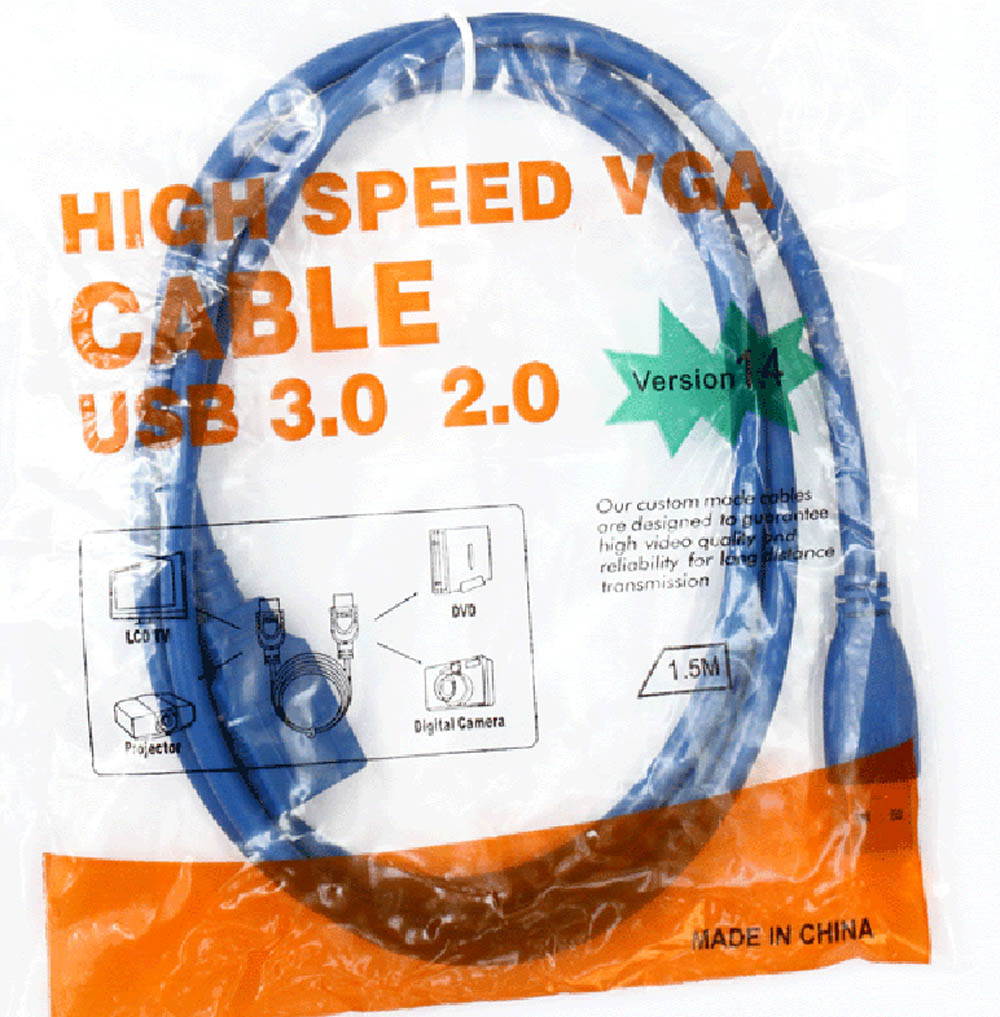 HIGH SPEED VGA
CABLE
USB 3.0 2.0
Version 1.4
Our custom made cables
are designed to guarantee
high video quality and
reliability for long distance
transmission
LCD TV
DVD
Projector
Digital Camera
1.5M
MADE IN CHINA